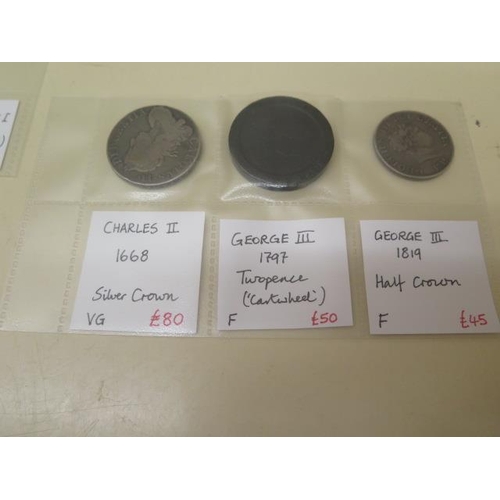 I
)
CHARLES II
1668
Silver Crown
VG £80
GEORGE III
1797
Twopence
('Cartwheel')
F £50
GEORGE III
1819
Half Crown
F £45